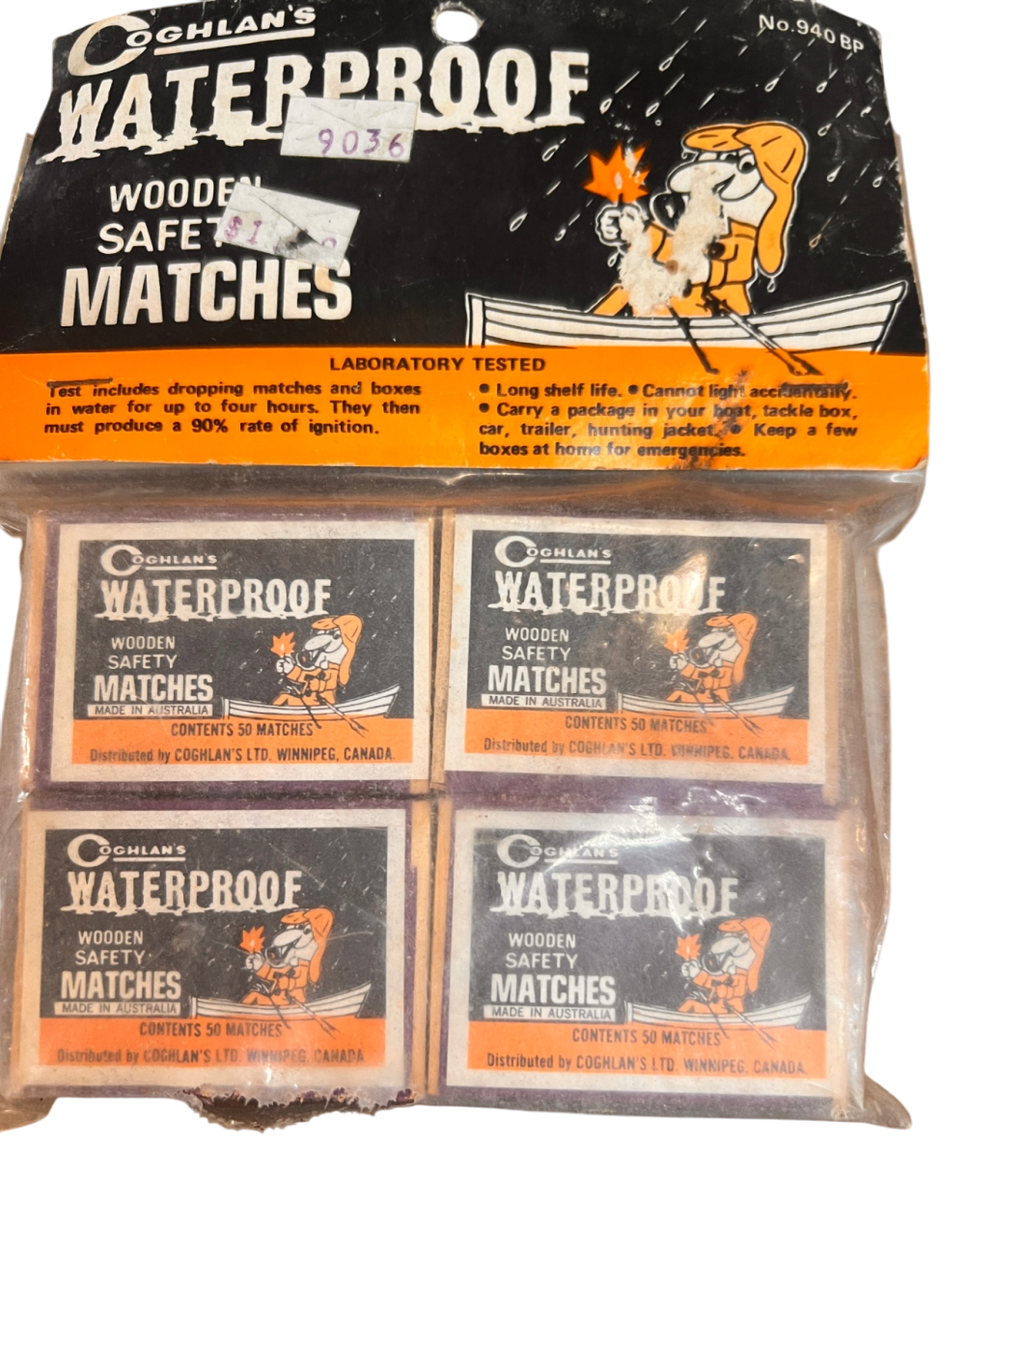 COGHLAN'S
No. 940 BP
WATERPROOF
9036
WOODEN
SAFETY
$1
MATCHES
LABORATORY TESTED
Test includes dropping matches and boxes
in water for up to four hours. They then
must produce a 90% rate of ignition.
• Long shelf life. • Cannot light accidentally.
• Carry a package in your boat, tackle box,
car, trailer, hunting jacket. • Keep a few
boxes at home for emergencies.
COGHLAN'S
WATERPROOF
WOODEN
SAFETY
MATCHES
MADE IN AUSTRALIA
CONTENTS 50 MATCHES
Distributed by COGHLAN'S LTD. WINNIPEG, CANADA.
COGHLAN'S
WATERPROOF
WOODEN
SAFETY
MATCHES
MADE IN AUSTRALIA
CONTENTS 50 MATCHES
Distributed by COGHLAN'S LTD. WINNIPEG, CANADA.
COGHLAN'S
WATERPROOF
WOODEN
SAFETY
MATCHES
MADE IN AUSTRALIA
CONTENTS 50 MATCHES
Distributed by COGHLAN'S LTD. WINNIPEG, CANADA
COGHLAN'S
WATERPROOF
WOODEN
SAFETY
MATCHES
MADE IN AUSTRALIA
CONTENTS 50 MATCHES
Distributed by COGHLAN'S LTD. WINNIPEG, CANADA.